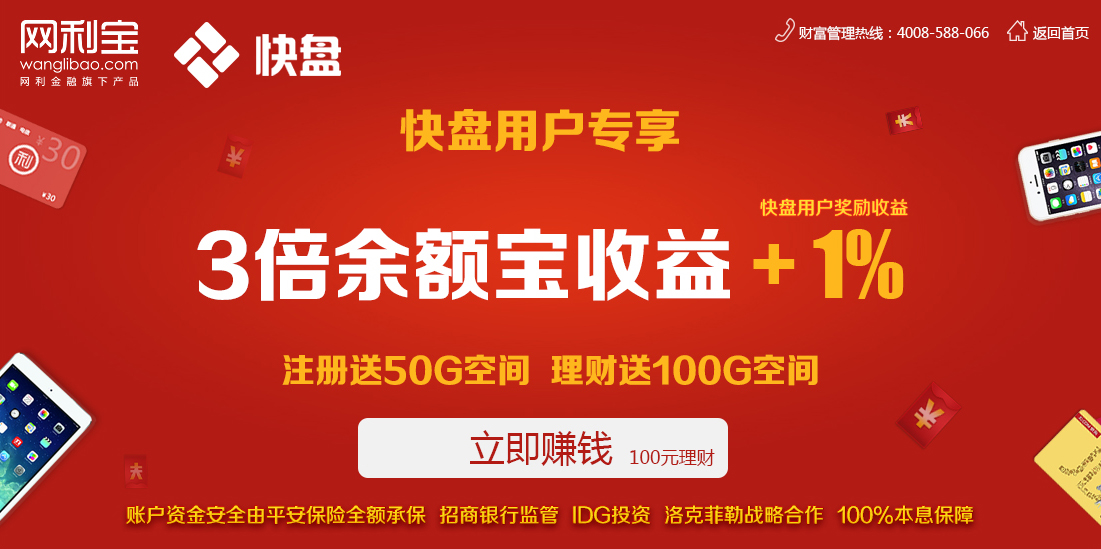 网利宝
wanglibao.com
网利金融旗下产品
快盘
财富管理热线：4008-588-066
返回首页
快盘用户专享
¥30
利
¥30
快盘用户奖励收益
3倍余额宝收益 + 1%
注册送50G空间 理财送100G空间
立即赚钱 100元理财
账户资金安全由平安保险全额承保 招商银行监管 IDG投资 洛克菲勒战略合作 100%本息保障